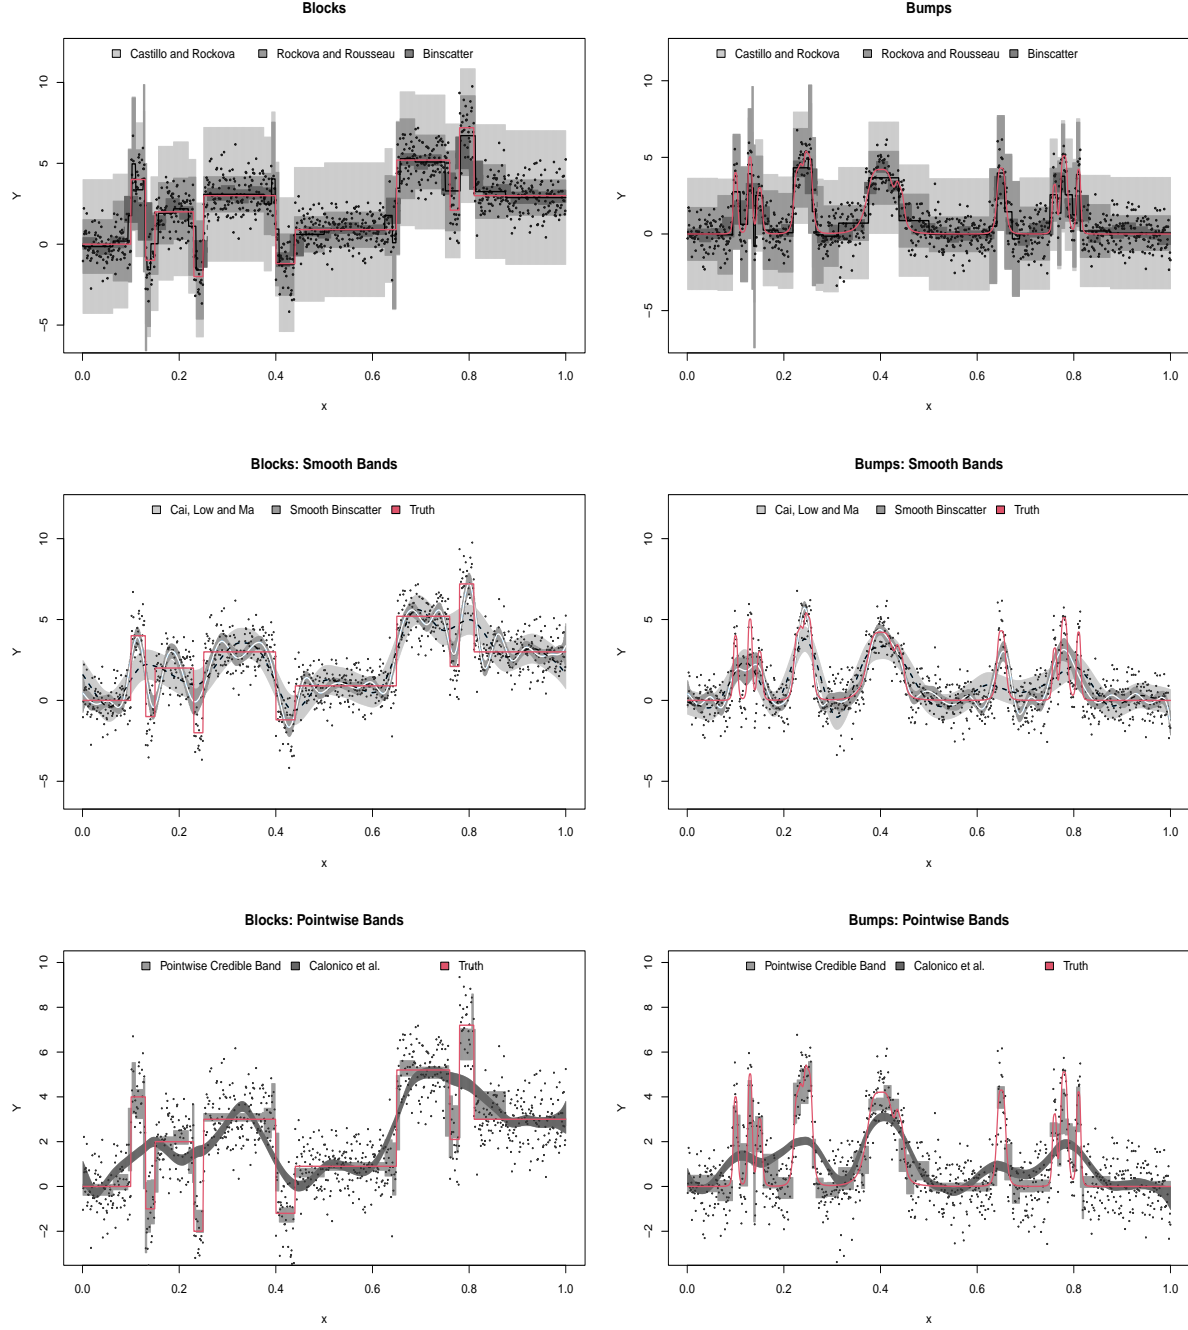 Blocks
Castillo and Rockova Rockova and Rousseau Binscatter
10
5
0
−5
Y
0.0 0.2 0.4 0.6 0.8 1.0
x
Bumps
Castillo and Rockova Rockova and Rousseau Binscatter
10
5
0
−5
Y
0.0 0.2 0.4 0.6 0.8 1.0
x
Blocks: Smooth Bands
Cai, Low and Ma Smooth Binscatter Truth
10
5
0
−5
Y
0.0 0.2 0.4 0.6 0.8 1.0
x
Bumps: Smooth Bands
Cai, Low and Ma Smooth Binscatter Truth
10
5
0
−5
Y
0.0 0.2 0.4 0.6 0.8 1.0
x
Blocks: Pointwise Bands
Pointwise Credible Band Calonico et al. Truth
10
8
6
4
2
0
−2
Y
0.0 0.2 0.4 0.6 0.8 1.0
x
Bumps: Pointwise Bands
Pointwise Credible Band Calonico et al. Truth
10
8
6
4
2
0
−2
Y
0.0 0.2 0.4 0.6 0.8 1.0
x